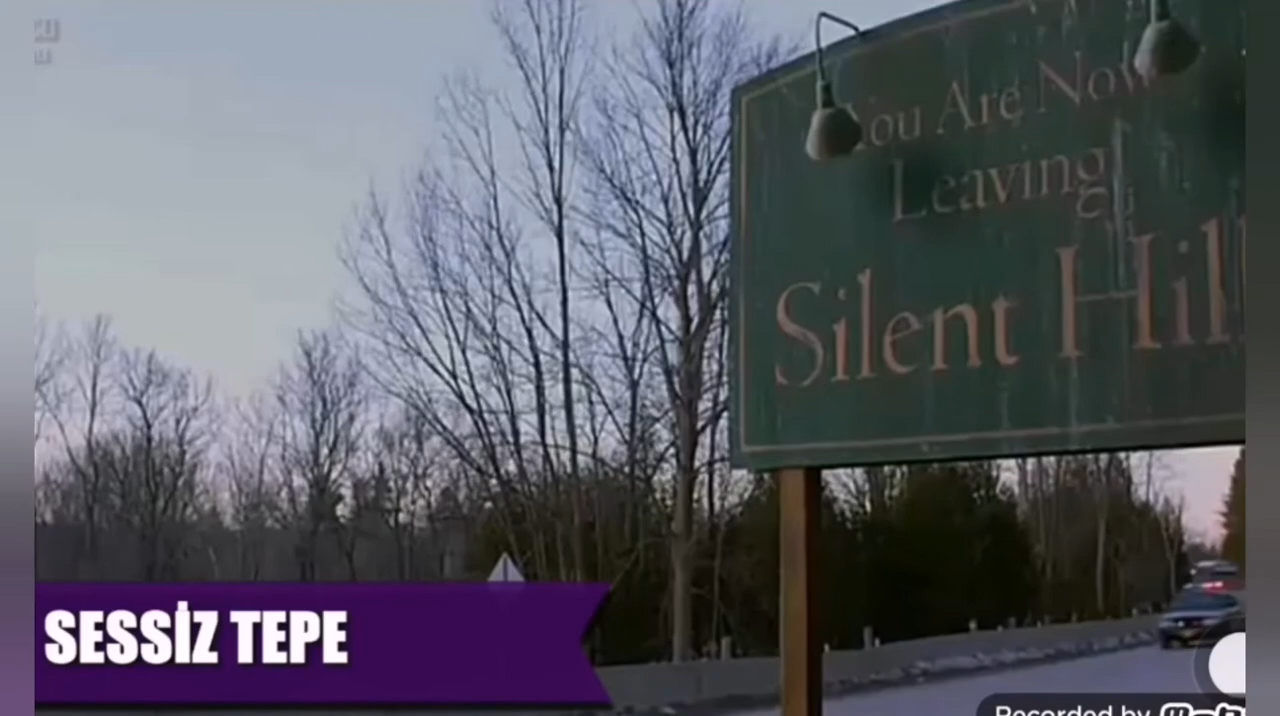 You Are Now
Leaving
Silent Hill
SESSİZ TEPE
Recorded by